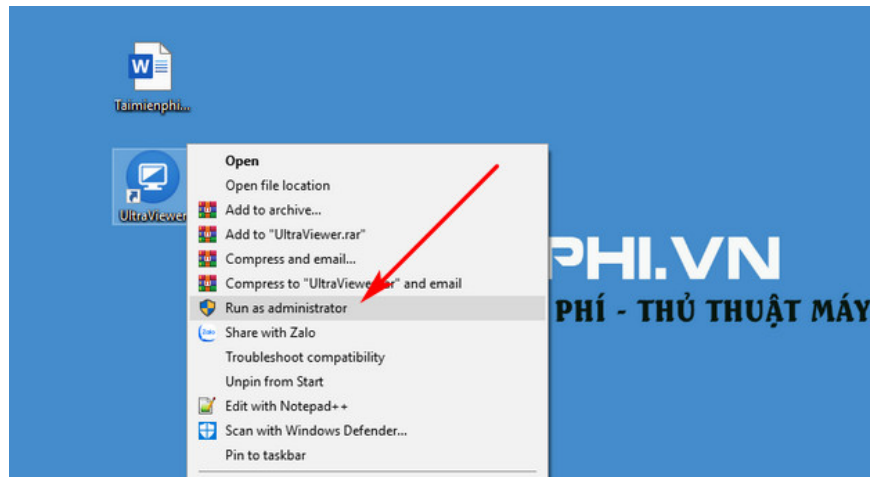 Taimienphi...
UltraViewer
Open
Open file location
Add to archive...
Add to "UltraViewer.rar"
Compress and email...
Compress to "UltraViewer.rar" and email
Run as administrator
Share with Zalo
Troubleshoot compatibility
Unpin from Start
Edit with Notepad++
Scan with Windows Defender...
Pin to taskbar
PHI.VN
PHÍ - THỦ THUẬT MÁY